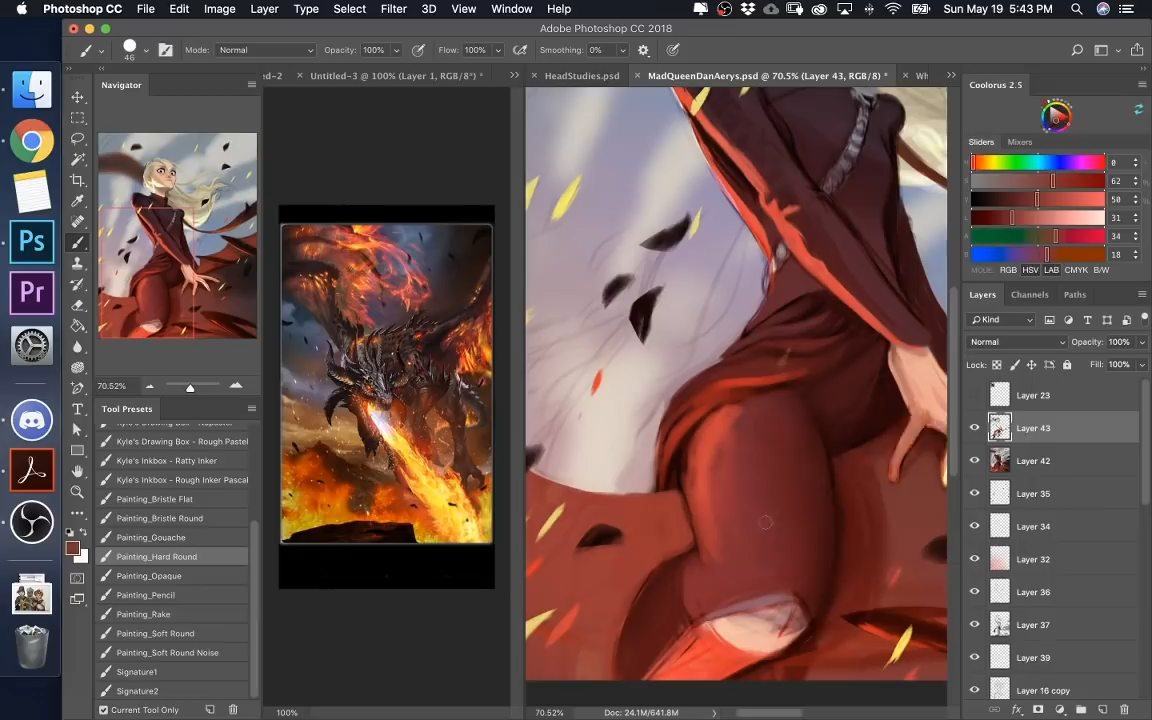 Photoshop CC File Edit Image Layer Type Select Filter 3D View Window Help Sun May 19 5:43 PM
Adobe Photoshop CC 2018
46 Mode: Normal Opacity: 100% Flow: 100% Smoothing: 0%
Navigator
ed-2 Untitled-3 @ 100% (Layer 1, RGB/8*) *
HeadStudies.psd MadQueenDanAerys.psd @ 70.5% (Layer 43, RGB/8) * Wh
Coolorus 2.5
Sliders Mixers
0
62
50
31
34
18
MODE: RGB HSV LAB CMYK B/W
Layers Channels Paths
Kind
Normal Opacity: 100%
Lock: Fill: 100%
Layer 23
Layer 43
Layer 42
Layer 35
Layer 34
Layer 32
Layer 36
Layer 37
Layer 39
Layer 16 copy
70.52%
Tool Presets
Kyle's Drawing Box - Rough Pastel
Kyle's Inkbox - Ratty Inker
Kyle's Inkbox - Rough Inker Pascal
Painting_Bristle Flat
Painting_Bristle Round
Painting_Gouache
Painting_Hard Round
Painting_Opaque
Painting_Pencil
Painting_Rake
Painting_Soft Round
Painting_Soft Round Noise
Signature1
Signature2
Current Tool Only
100%
70.52% Doc: 24.1M/641.8M
Ps
Pr